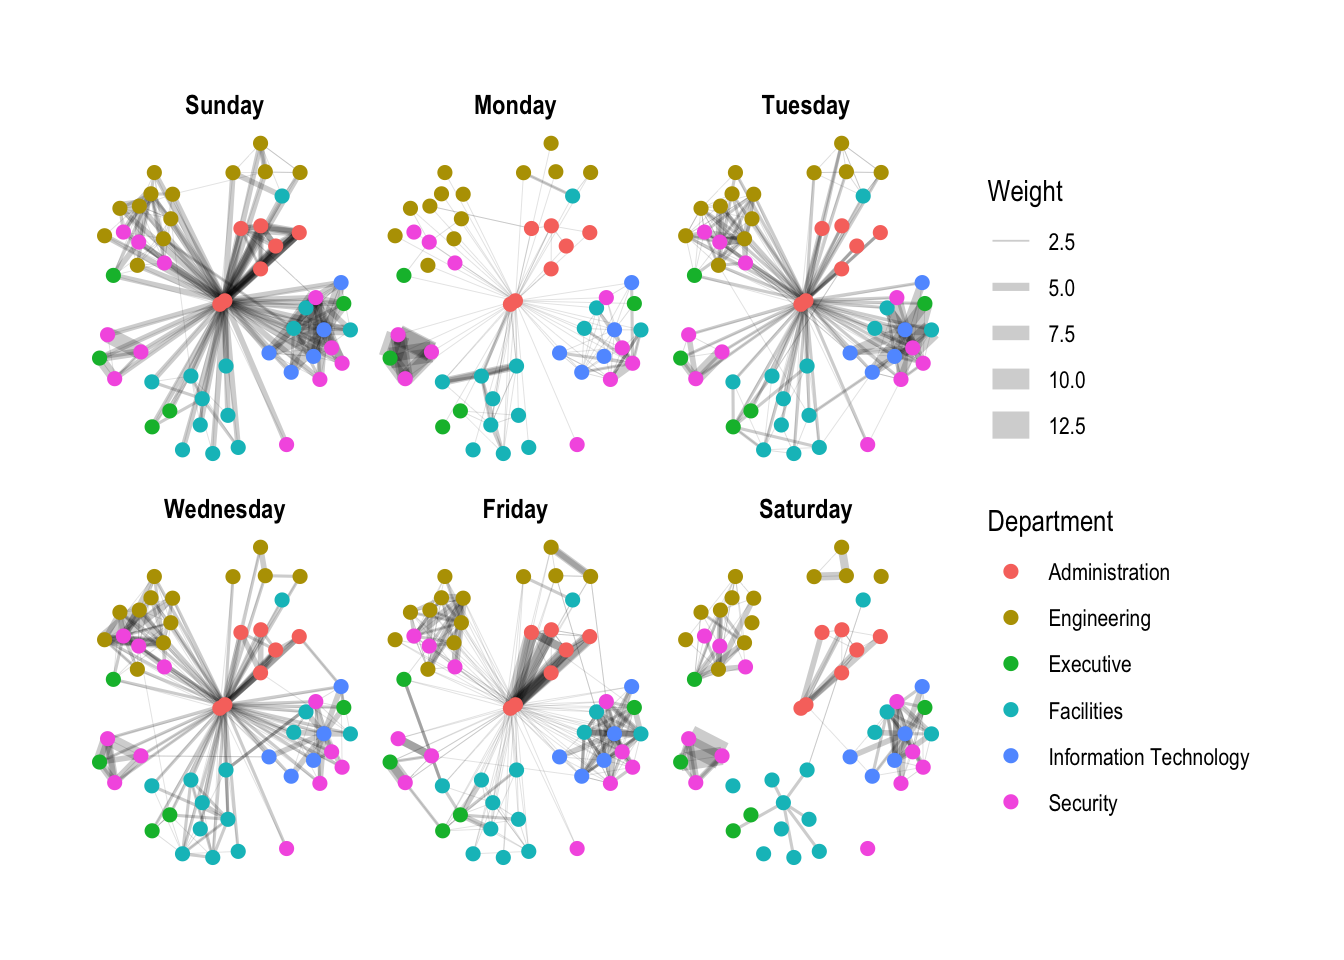 Sunday
Monday
Tuesday
Wednesday
Friday
Saturday
Weight
2.5
5.0
7.5
10.0
12.5
Department
Administration
Engineering
Executive
Facilities
Information Technology
Security